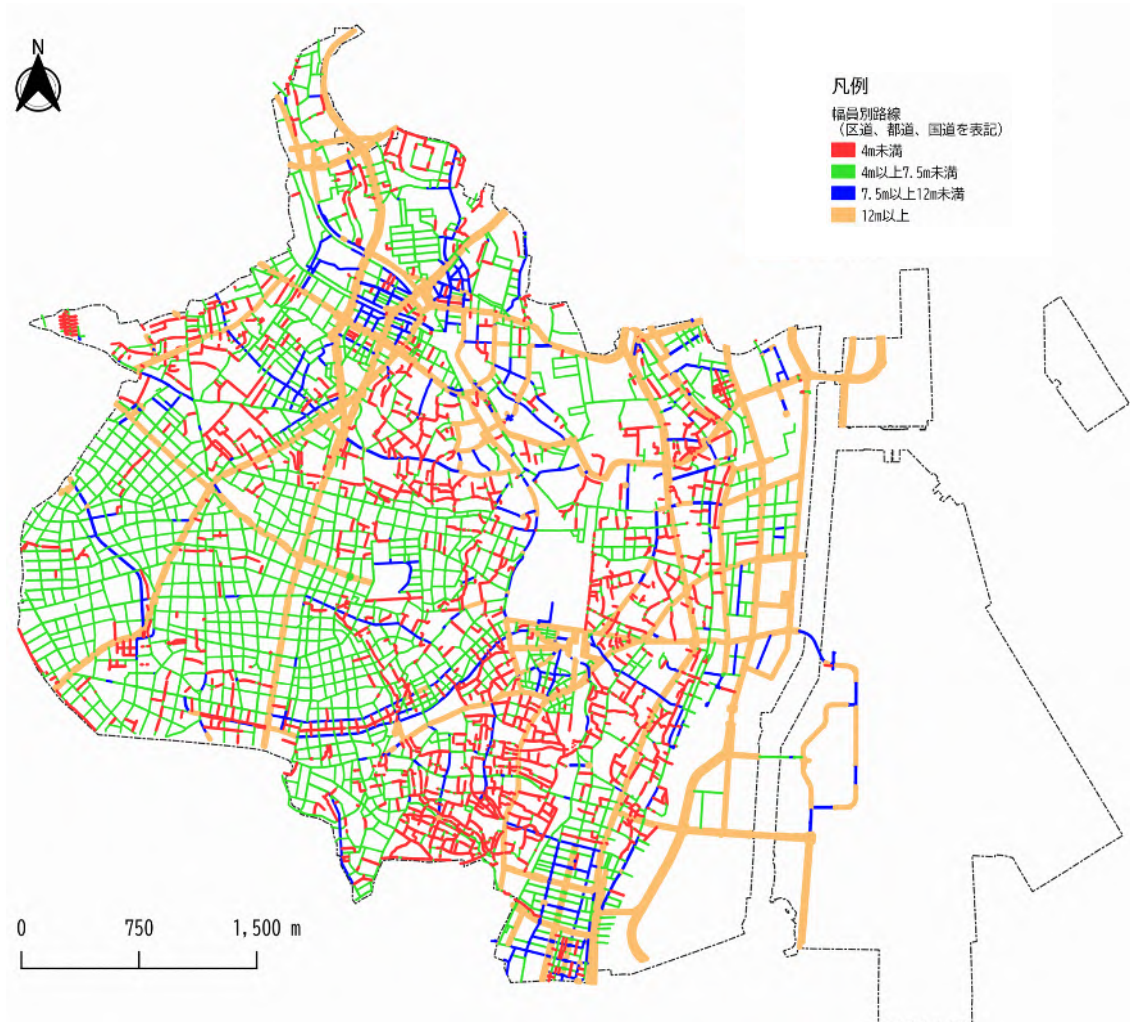 N
凡例
幅員別路線
(区道、都道、国道を表記)
4m未満
4m以上7.5m未満
7.5m以上12m未満
12m以上
0 750 1,500 m